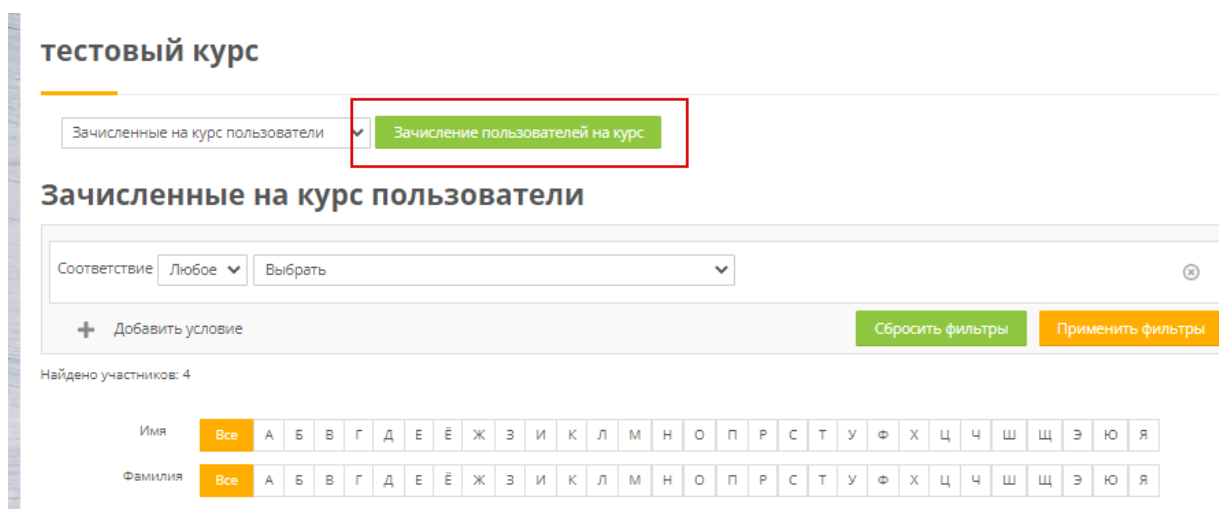 тестовый курс
Зачисленные на курс пользователи Зачисление пользователей на курс
Зачисленные на курс пользователи
Соответствие Любое Выбрать
Добавить условие Сбросить фильтры Применить фильтры
Найдено участников: 4
Имя Все А Б В Г Д Е Ё Ж З И К Л М Н О П Р С Т У Ф Х Ц Ч Ш Щ Э Ю Я
Фамилия Все А Б В Г Д Е Ё Ж З И К Л М Н О П Р С Т У Ф Х Ц Ч Ш Щ Э Ю Я